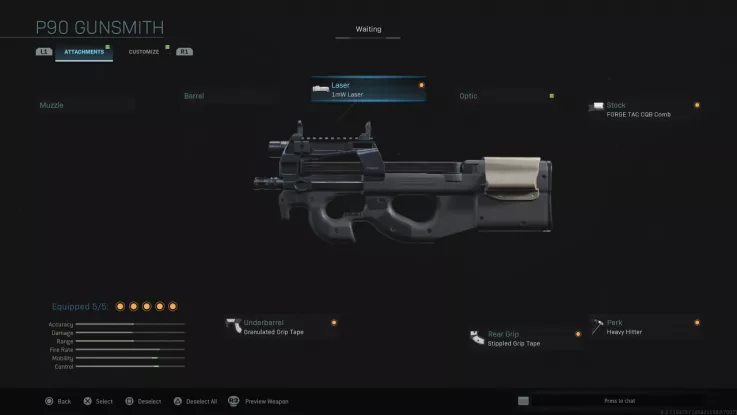 P90 GUNSMITH
Waiting
L1 ATTACHMENTS CUSTOMIZE R1
Laser
1mW Laser
Muzzle
Barrel
Optic
Stock
FORGE TAC CQB Comb
Equipped 5/5:
Accuracy
Damage
Range
Fire Rate
Mobility
Control
Underbarrel
Granulated Grip Tape
Rear Grip
Stippled Grip Tape
Perk
Heavy Hitter
Back Select Deselect Deselect All R3 Preview Weapon
Press to chat